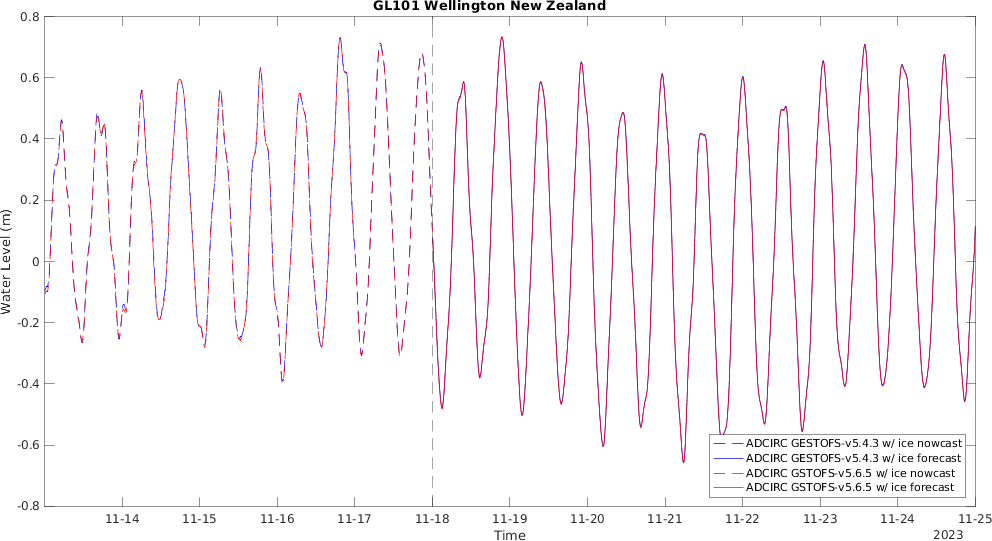 GL101 Wellington New Zealand
0.8
0.6
0.4
0.2
0
-0.2
-0.4
-0.6
-0.8
Water Level (m)
ADCIRC GESTOFS-v5.4.3 w/ ice nowcast
ADCIRC GESTOFS-v5.4.3 w/ ice forecast
ADCIRC GSTOFS-v5.6.5 w/ ice nowcast
ADCIRC GSTOFS-v5.6.5 w/ ice forecast
11-14 11-15 11-16 11-17 11-18 11-19 11-20 11-21 11-22 11-23 11-24 11-25
Time
2023